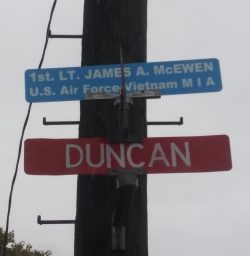 1st. LT. JAMES A. McEWEN
U.S. Air Force Vietnam M I A
DUNCAN